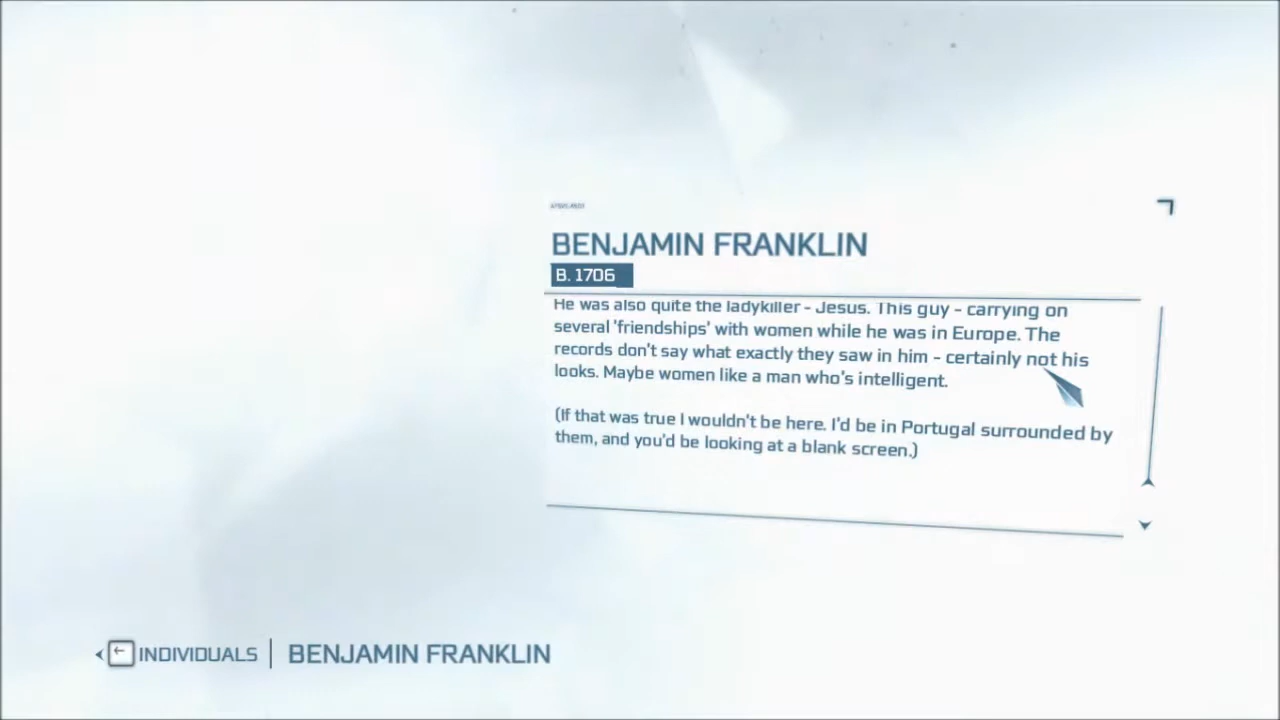 BENJAMIN FRANKLIN
B. 1706
He was also quite the ladykiller - Jesus. This guy - carrying on
several 'friendships' with women while he was in Europe. The
records don't say what exactly they saw in him - certainly not his
looks. Maybe women like a man who's intelligent.
(If that was true I wouldn't be here. I'd be in Portugal surrounded by
them, and you'd be looking at a blank screen.)
INDIVIDUALS | BENJAMIN FRANKLIN